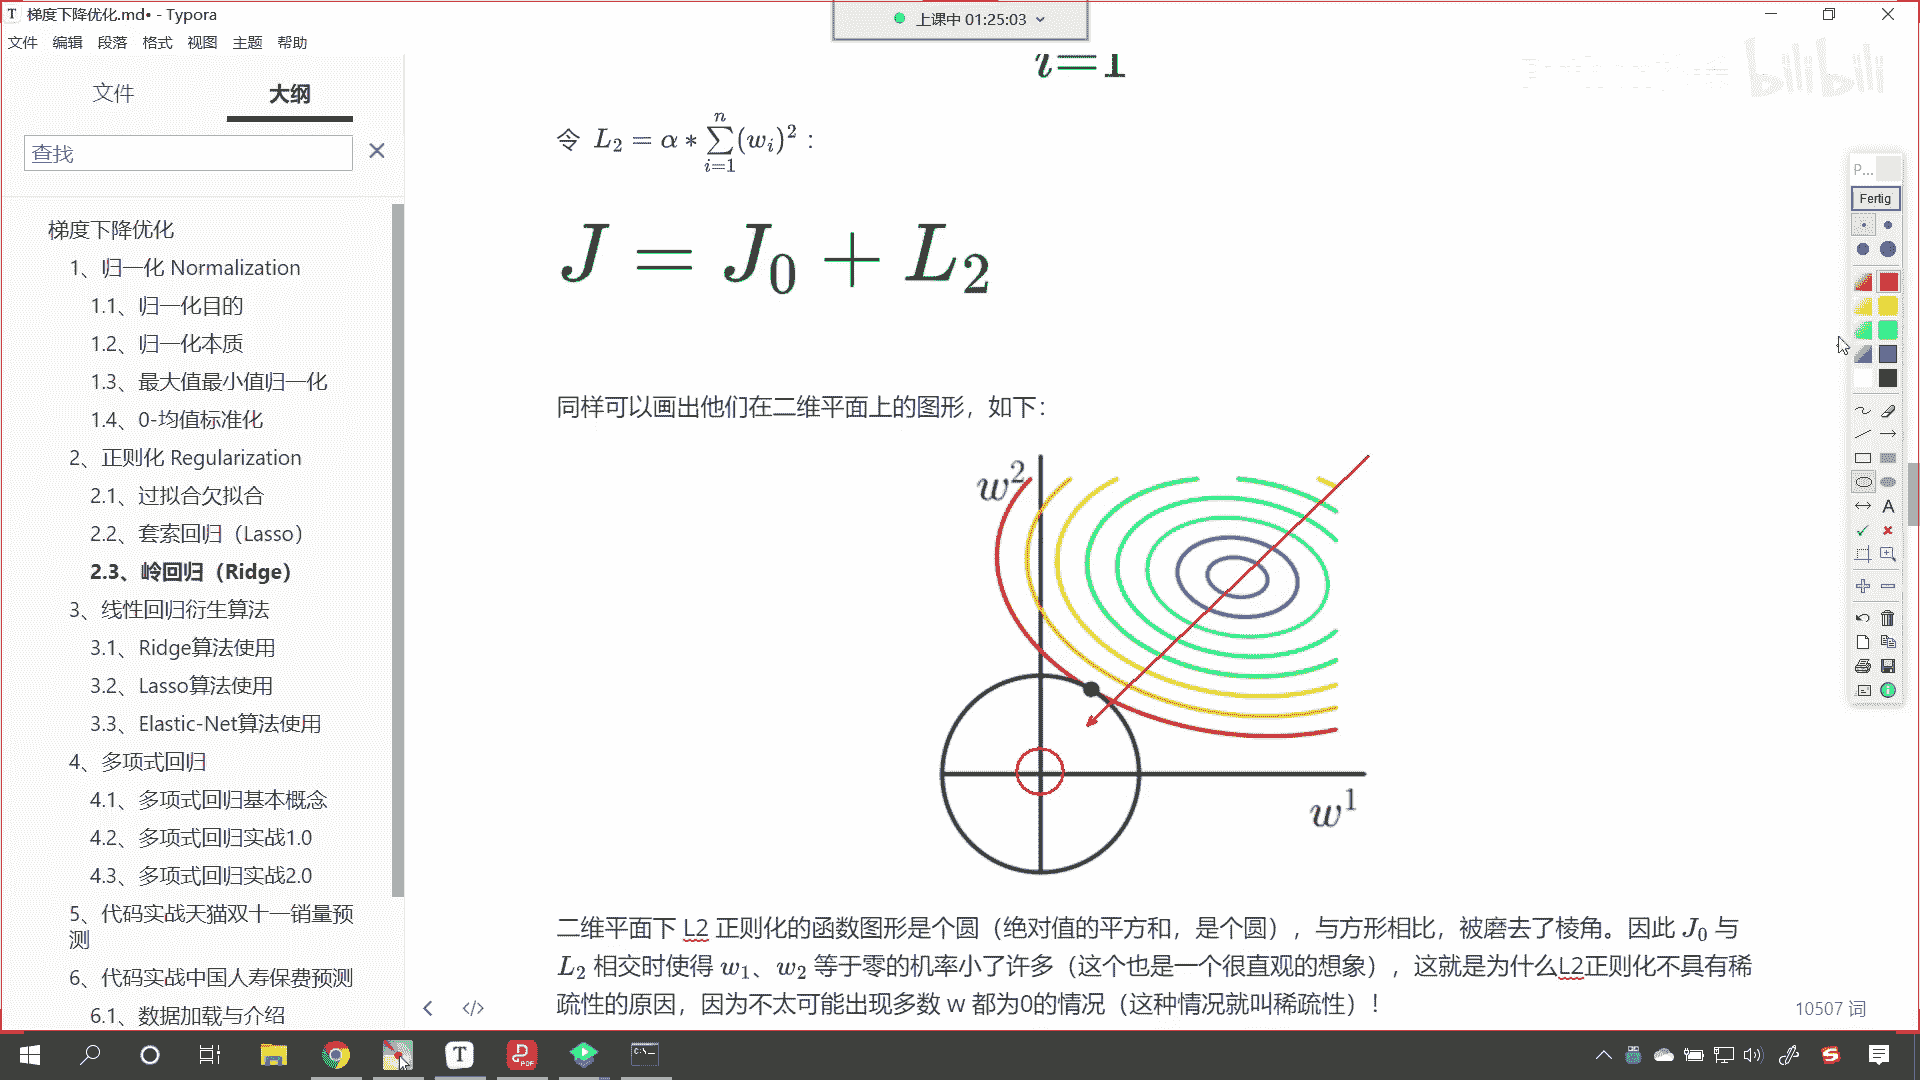 梯度下降优化.md• - Typora
上课中 01:25:03
文件 编辑 段落 格式 视图 主题 帮助
文件 大纲
查找
梯度下降优化
1、归一化 Normalization
1.1、归一化目的
1.2、归一化本质
1.3、最大值最小值归一化
1.4、0-均值标准化
2、正则化 Regularization
2.1、过拟合欠拟合
2.2、套索回归（Lasso）
2.3、岭回归（Ridge）
3、线性回归衍生算法
3.1、Ridge算法使用
3.2、Lasso算法使用
3.3、Elastic-Net算法使用
4、多项式回归
4.1、多项式回归基本概念
4.2、多项式回归实战1.0
4.3、多项式回归实战2.0
5、代码实战天猫双十一销量预
测
6、代码实战中国人寿保费预测
6.1、数据加载与介绍
i=1
令 L₂ = α * ∑ⁿᵢ₌₁ (wᵢ)² :
J = J₀ + L₂
同样可以画出他们在二维平面上的图形，如下：
w²
w¹
二维平面下 L2 正则化的函数图形是个圆（绝对值的平方和，是个圆），与方形相比，被磨去了棱角。因此 J₀ 与
L₂ 相交时使得 w₁、w₂ 等于零的机率小了许多（这个也是一个很直观的想象），这就是为什么L2正则化不具有稀
疏性的原因，因为不太可能出现多数 w 都为0的情况（这种情况就叫稀疏性）！
10507 词
bilibili
P...
Fertig
A